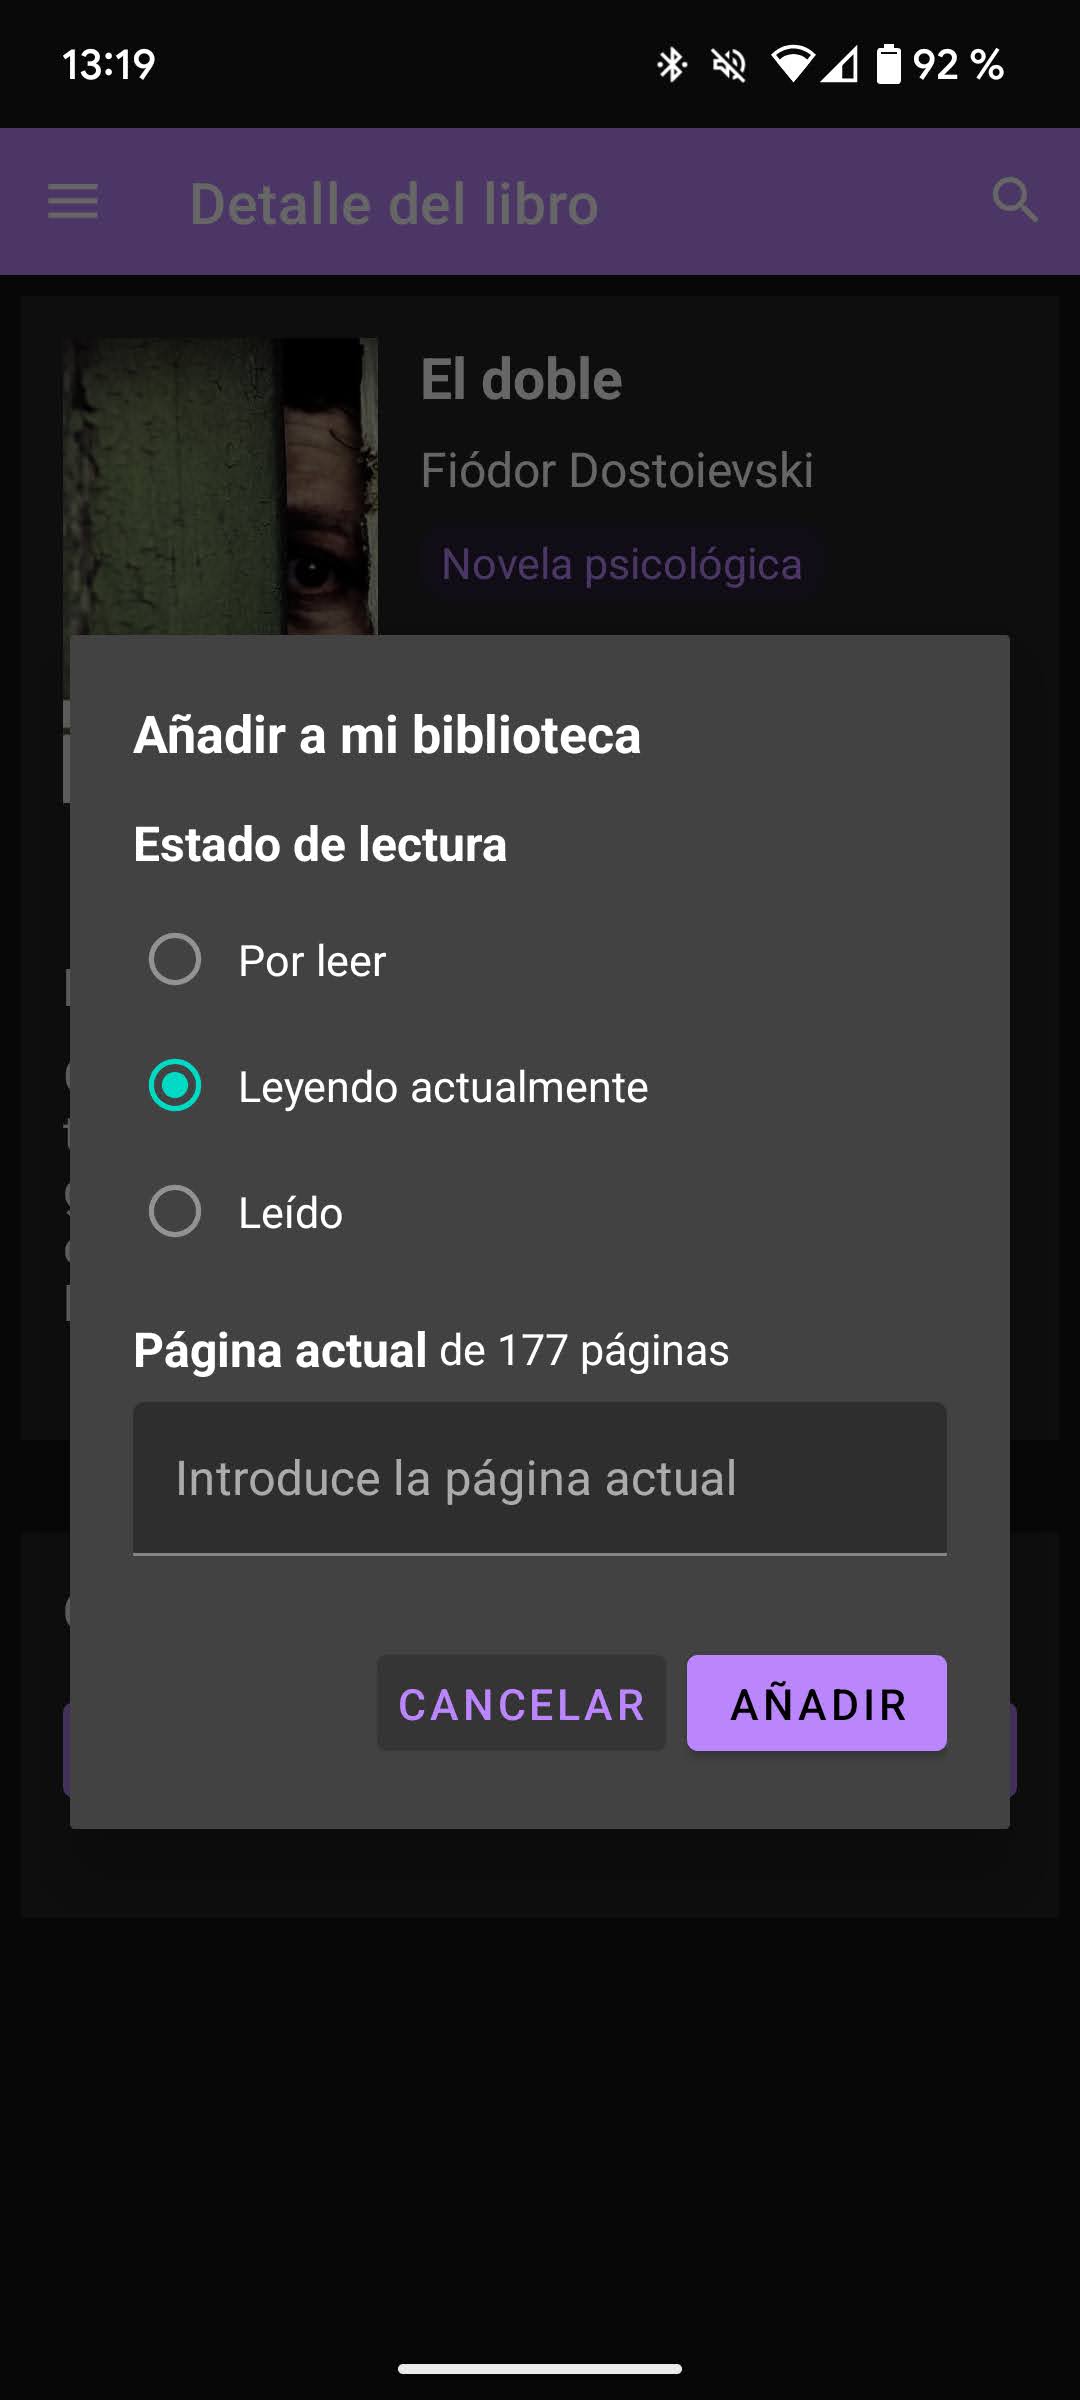 13:19
92 %
Detalle del libro
El doble
Fiódor Dostoievski
Novela psicológica
Añadir a mi biblioteca
Estado de lectura
Por leer
Leyendo actualmente
Leído
Página actual de 177 páginas
Introduce la página actual
CANCELAR
AÑADIR